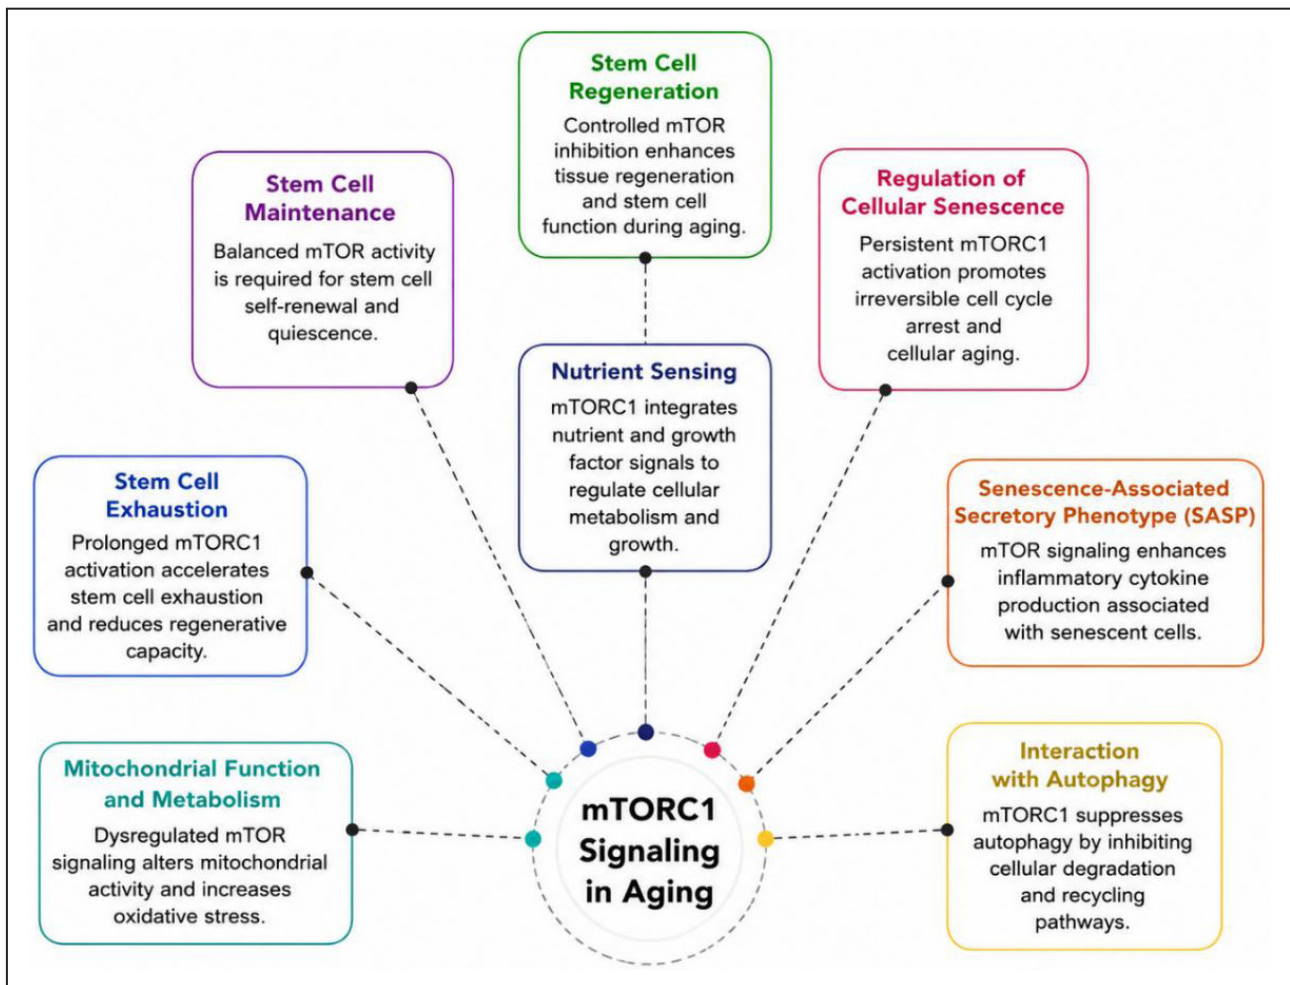 Stem Cell
Regeneration
Controlled mTOR
inhibition enhances
tissue regeneration
and stem cell
function during aging.
Stem Cell
Maintenance
Balanced mTOR activity
is required for stem cell
self-renewal and
quiescence.
Regulation of
Cellular Senescence
Persistent mTORC1
activation promotes
irreversible cell cycle
arrest and
cellular aging.
Nutrient Sensing
mTORC1 integrates
nutrient and growth
factor signals to
regulate cellular
metabolism and
growth.
Stem Cell
Exhaustion
Prolonged mTORC1
activation accelerates
stem cell exhaustion
and reduces regenerative
capacity.
Senescence-Associated
Secretory Phenotype (SASP)
mTOR signaling enhances
inflammatory cytokine
production associated
with senescent cells.
Mitochondrial Function
and Metabolism
Dysregulated mTOR
signaling alters mitochondrial
activity and increases
oxidative stress.
mTORC1
Signaling
in Aging
Interaction
with Autophagy
mTORC1 suppresses
autophagy by inhibiting
cellular degradation
and recycling
pathways.